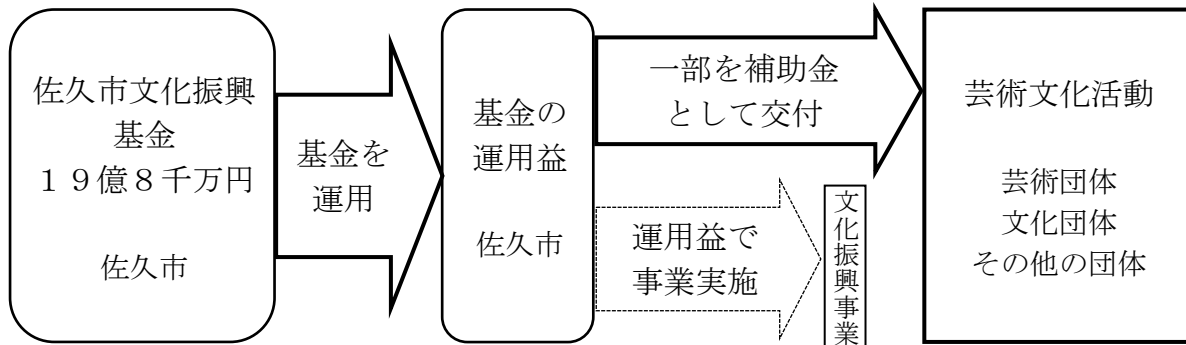 佐久市文化振興
基金
１９億８千万円
佐久市
基金を
運用
基金の
運用益
佐久市
一部を補助金
として交付
運用益で
事業実施
文化振興事業
芸術文化活動
芸術団体
文化団体
その他の団体